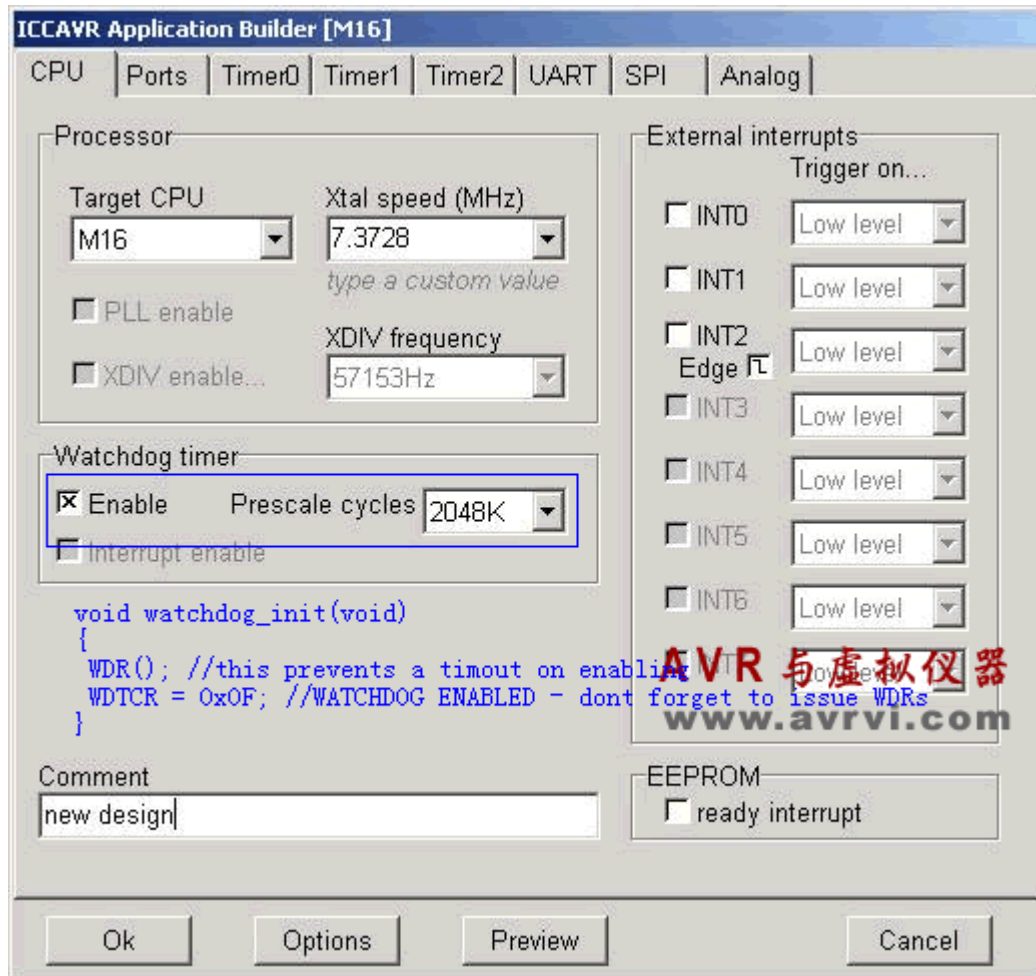 ICCAVR Application Builder [M16]
CPU Ports Timer0 Timer1 Timer2 UART SPI Analog
Processor
Target CPU
M16
Xtal speed (MHz)
7.3728
type a custom value
PLL enable
XDIV enable...
XDIV frequency
57153Hz
Watchdog timer
Enable Prescale cycles 2048K
Interrupt enable
void watchdog_init(void)
{
WDR(); //this prevents a timout on enabling
WDTCR = 0x0F; //WATCHDOG ENABLED - dont forget to issue WDRs
}
Comment
new design
External interrupts
Trigger on...
INT0 Low level
INT1 Low level
INT2 Low level
Edge
INT3 Low level
INT4 Low level
INT5 Low level
INT6 Low level
Low level
AVR与虚拟仪器
www.avrvi.com
EEPROM
ready interrupt
Ok Options Preview Cancel